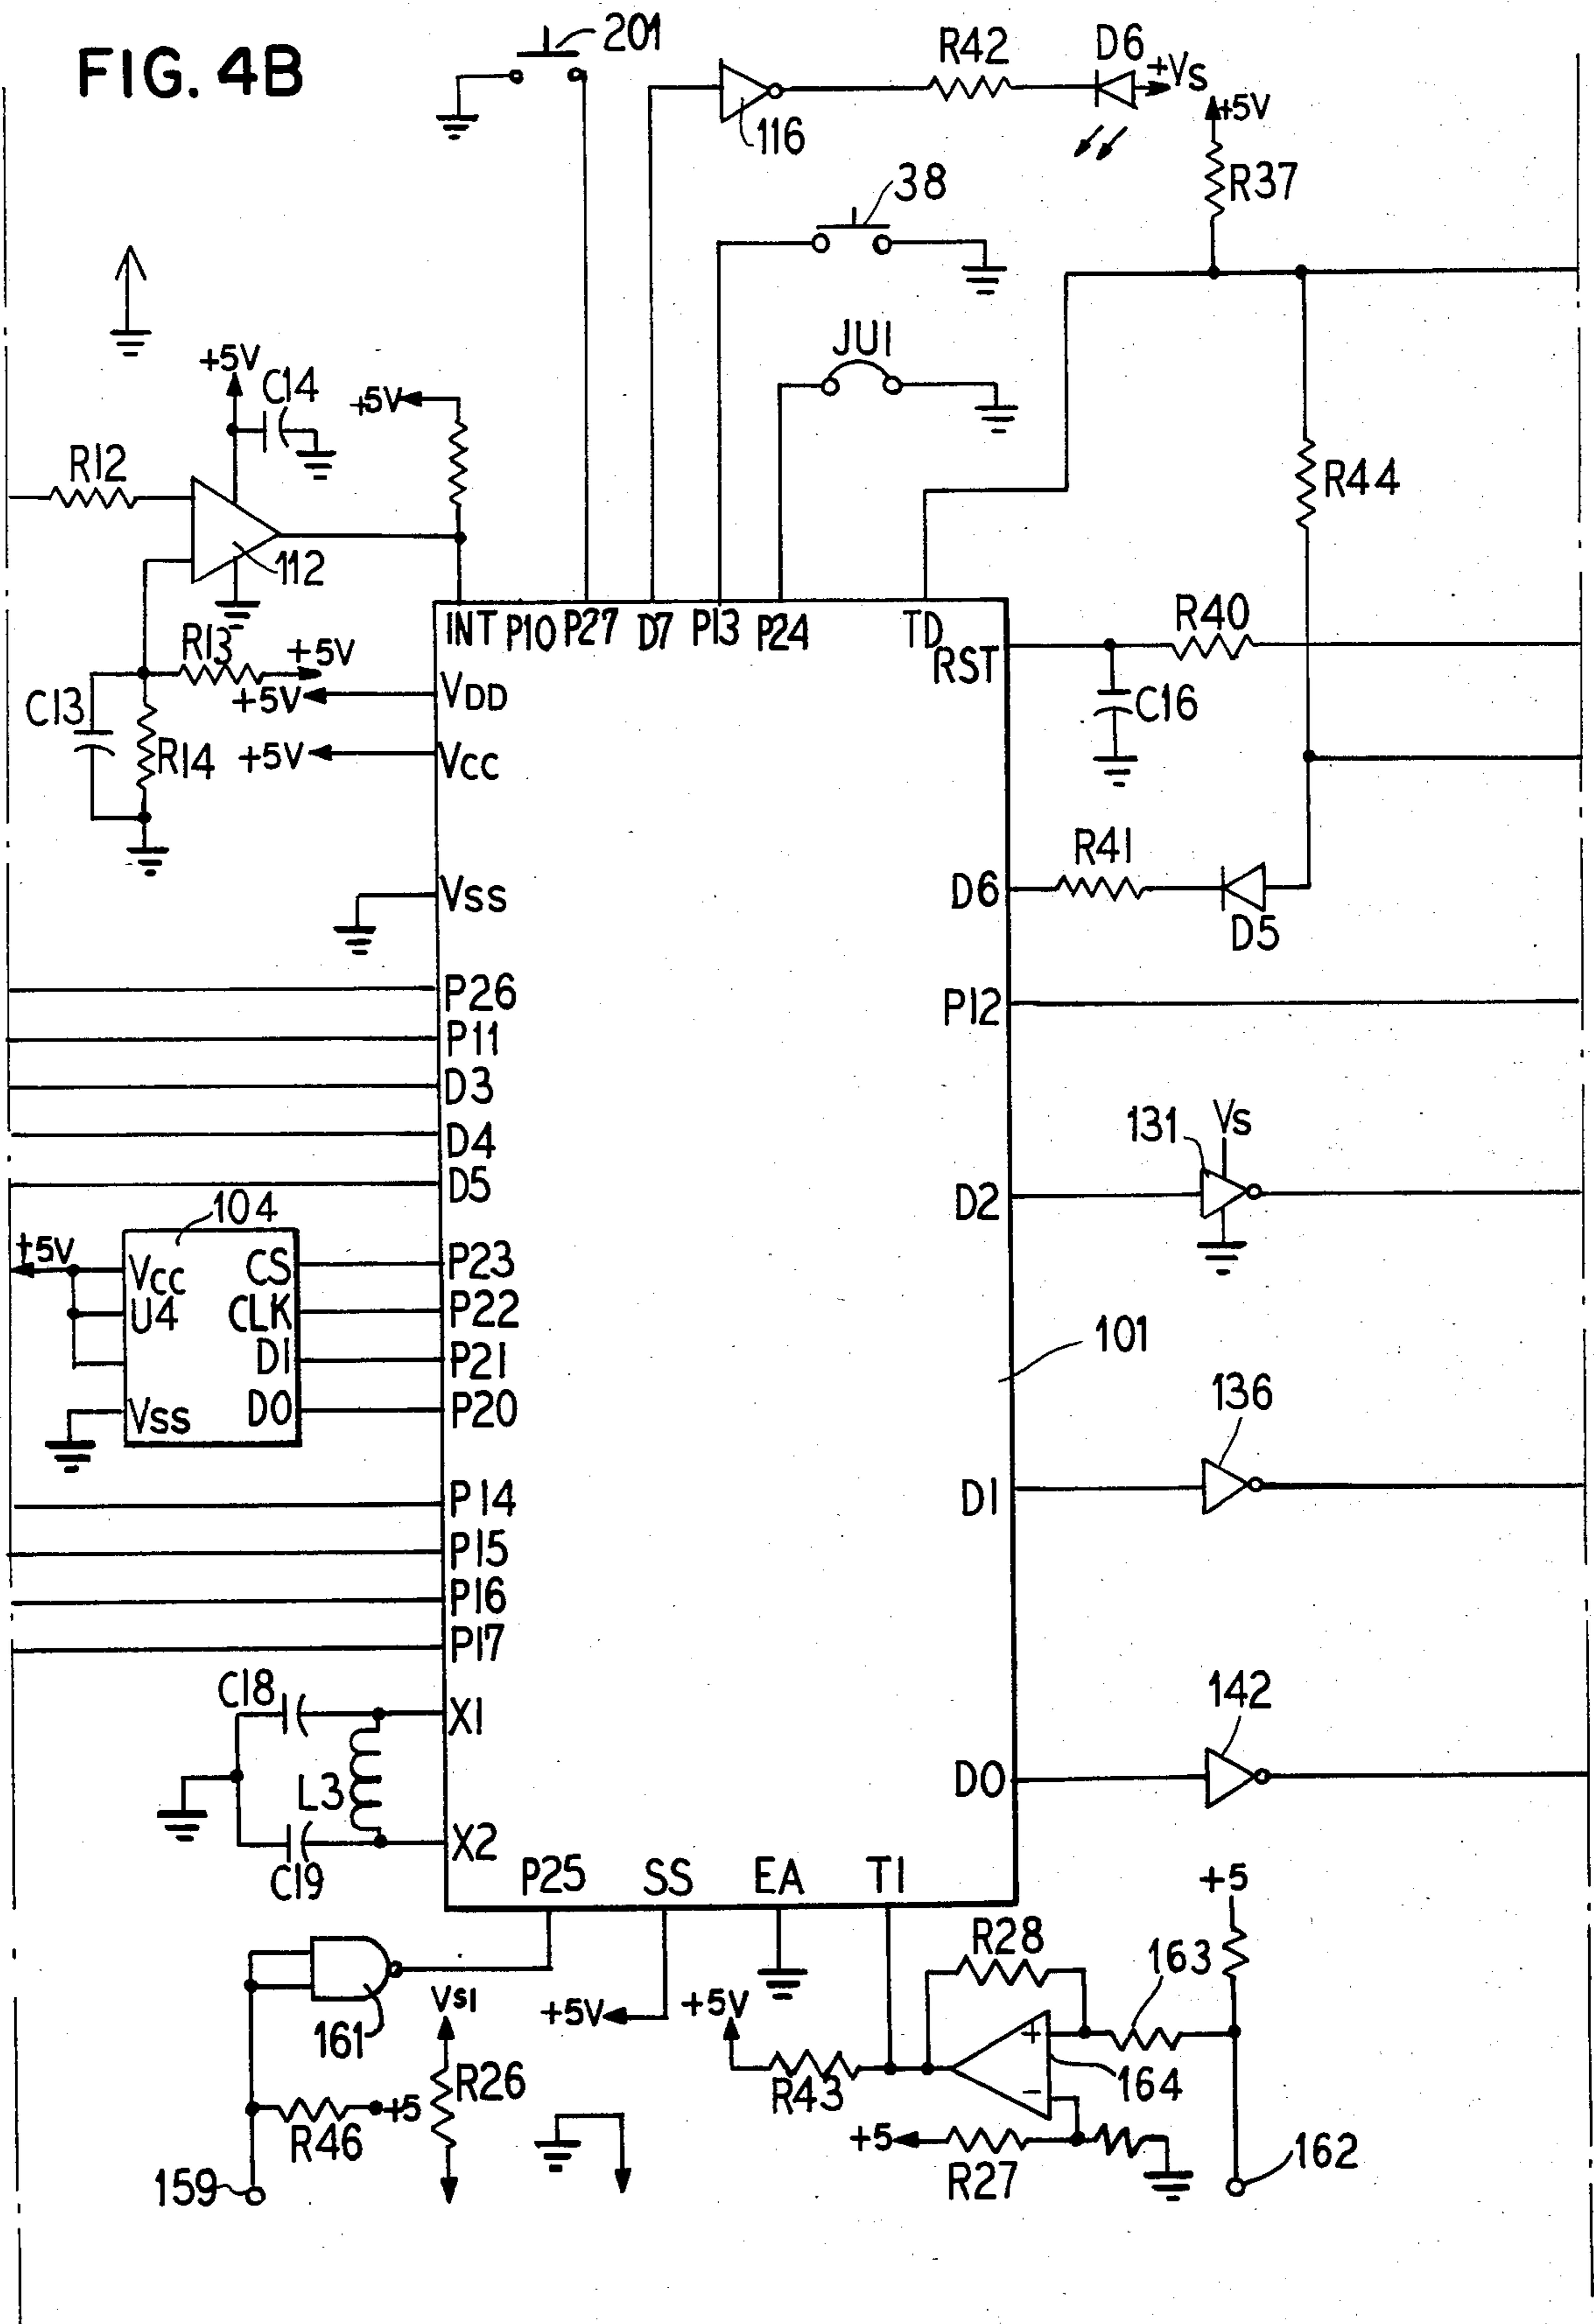 FIG. 4B
201
R42
D6
+VS
116
+5V
R37
38
JU1
+5V
C14
+5V
R12
R44
112
INT P10 P27 D7 P13 P24 TD
RST
R40
R13
+5V
+5V
VDD
C13
C16
R14
+5V
VCC
R41
VSS
D6
D5
P26
P12
P11
D3
131
VS
D4
D5
D2
104
+5V
VCC
CS
P23
U4
CLK
P22
101
DI
P21
136
VSS
DO
P20
P14
D1
P15
P16
P17
C18
X1
142
L3
D0
X2
C19
P25 SS EA T1
+5
R28
163
VS1
+5V
+5V
161
+
164
R26
R43
-
R46
+5
+5
R27
159
162